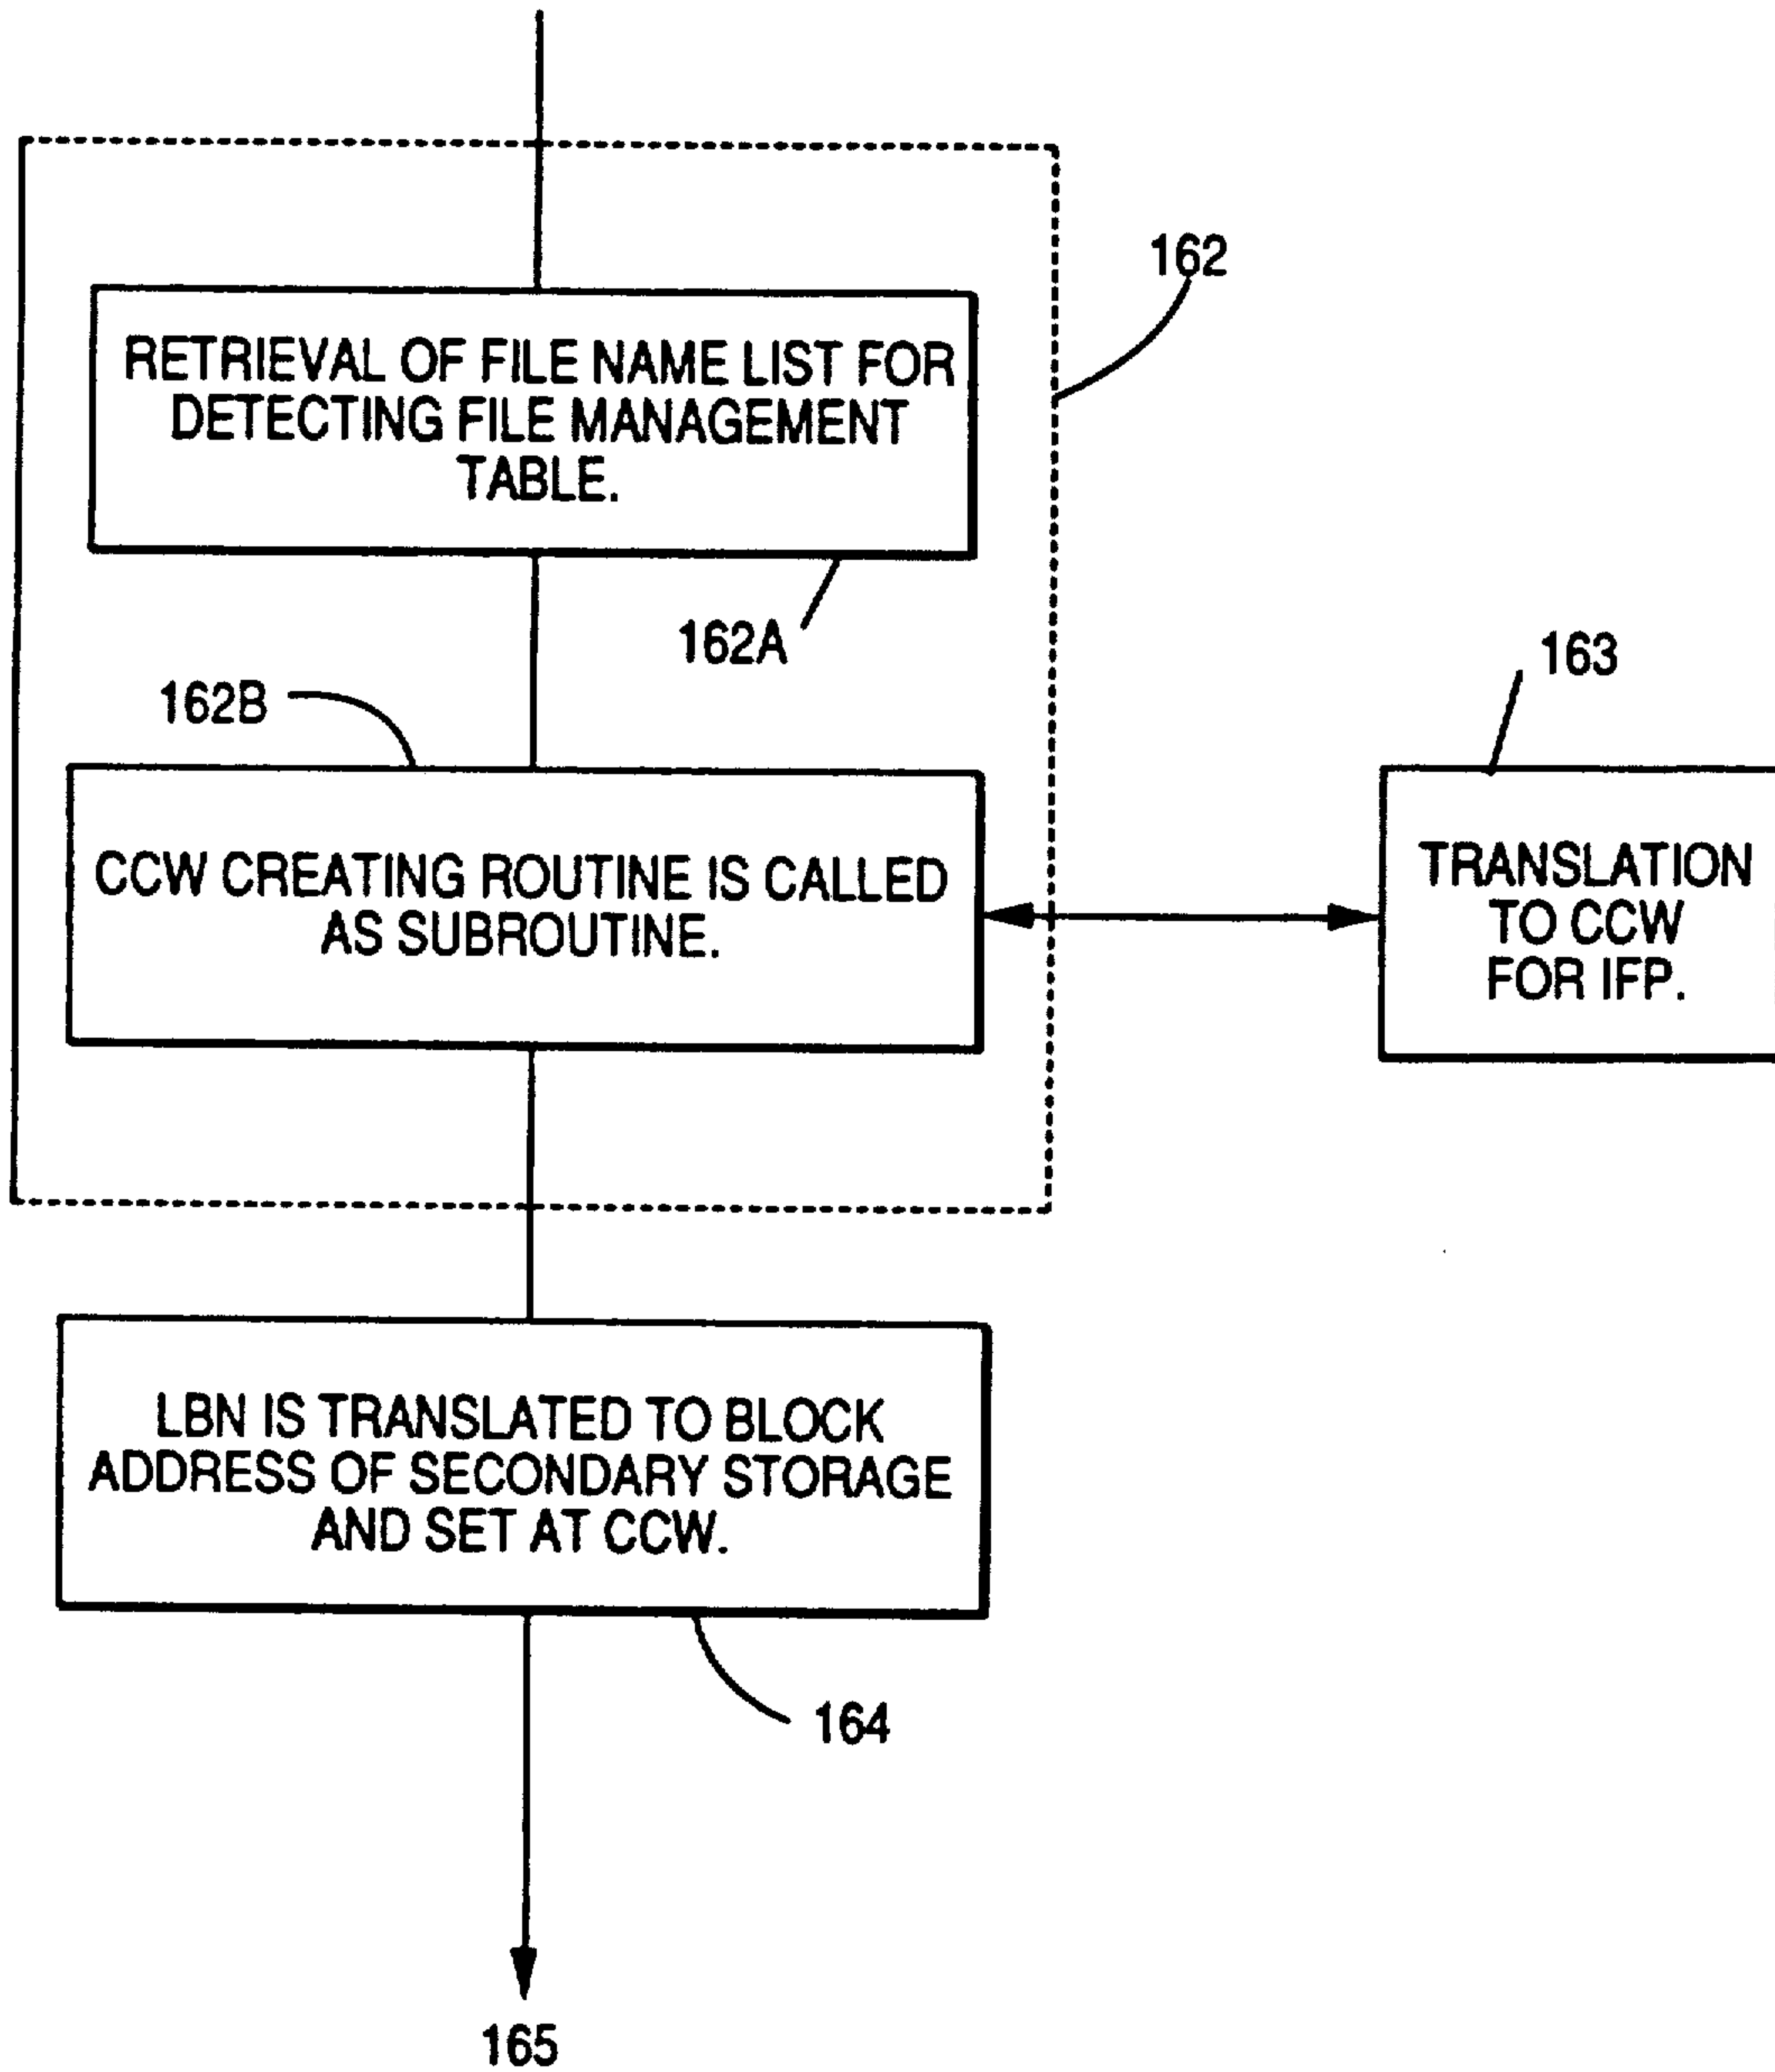 162
RETRIEVAL OF FILE NAME LIST FOR
DETECTING FILE MANAGEMENT
TABLE.
162A
163
162B
CCW CREATING ROUTINE IS CALLED
AS SUBROUTINE.
TRANSLATION
TO CCW
FOR IFP.
LBN IS TRANSLATED TO BLOCK
ADDRESS OF SECONDARY STORAGE
AND SET AT CCW.
164
165